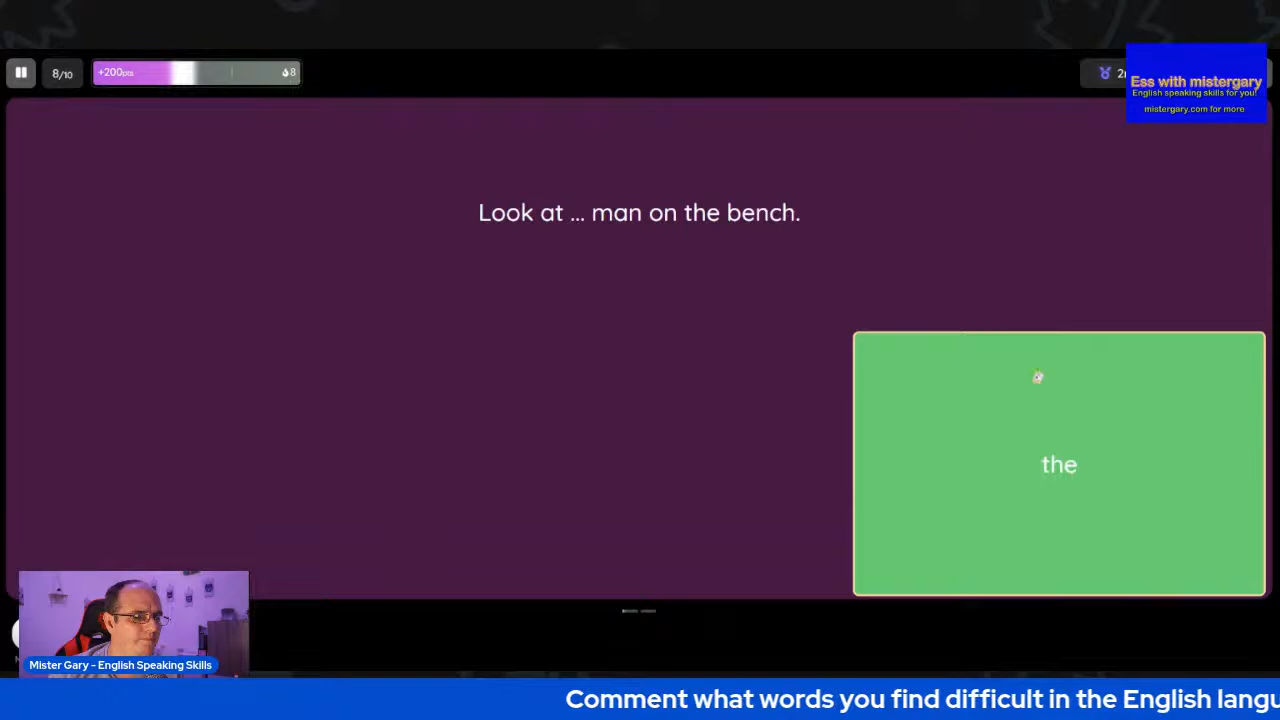 8/10
+200pts
8
Ess with mistergary
English speaking skills for you!
mistergary.com for more
Look at ... man on the bench.
the
Mister Gary - English Speaking Skills
Comment what words you find difficult in the English langu